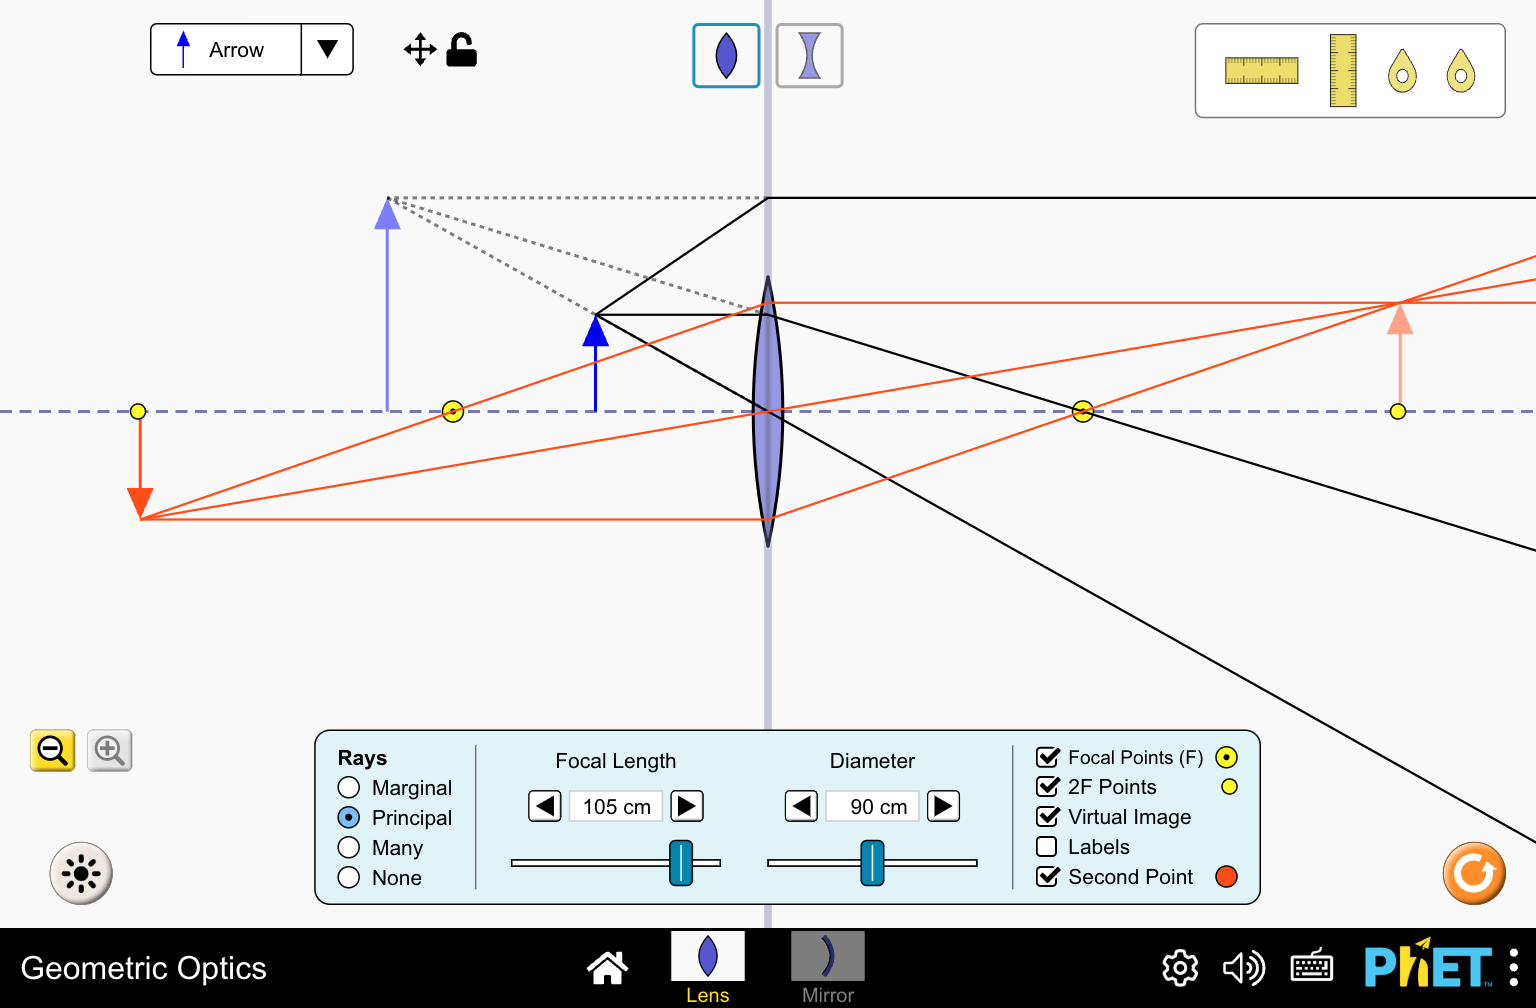 Arrow
Rays
Marginal
Principal
Many
None
Focal Length
105 cm
Diameter
90 cm
Focal Points (F)
2F Points
Virtual Image
Labels
Second Point
Geometric Optics
Lens
Mirror
PhET™